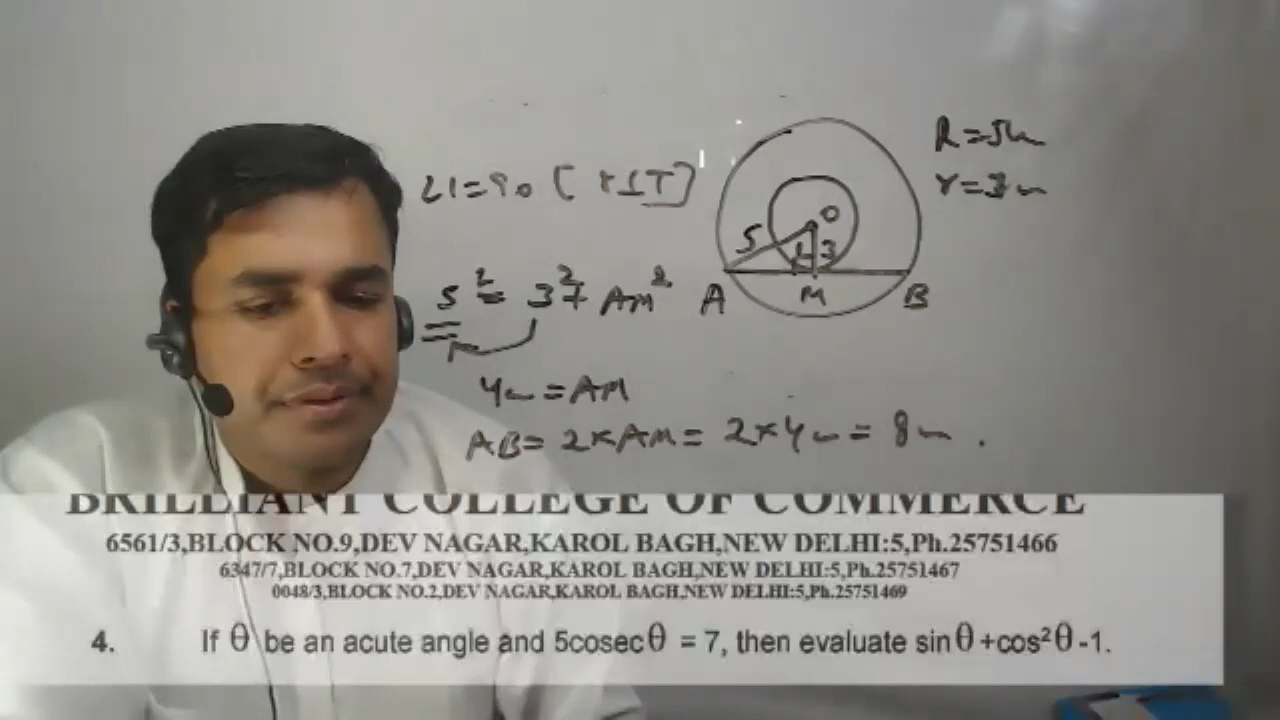 ∠1=90 [ r⊥T]
R=5cm
r=3cm
O
5
1
3
A
M
B
5² = 3² + AM²
4cm = AM
AB = 2×AM = 2×4cm = 8cm .
BRILLIANT COLLEGE OF COMMERCE
6561/3,BLOCK NO.9,DEV NAGAR,KAROL BAGH,NEW DELHI:5,Ph.25751466
6347/7,BLOCK NO.7,DEV NAGAR,KAROL BAGH,NEW DELHI:5,Ph.25751467
0048/3,BLOCK NO.2,DEV NAGAR,KAROL BAGH,NEW DELHI:5,Ph.25751469
4. If θ be an acute angle and 5cosecθ = 7, then evaluate sinθ+cos²θ-1.